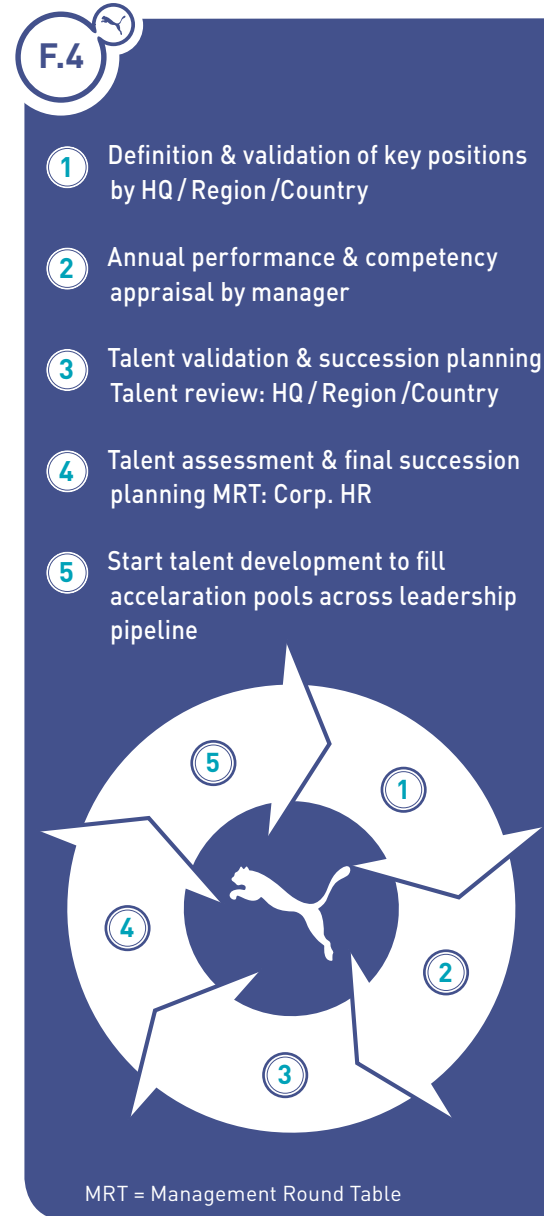 F.4
1 Definition & validation of key positions
by HQ / Region /Country
2 Annual performance & competency
appraisal by manager
3 Talent validation & succession planning
Talent review: HQ / Region /Country
4 Talent assessment & final succession
planning MRT: Corp. HR
5 Start talent development to fill
accelaration pools across leadership
pipeline
5
1
4
2
3
MRT = Management Round Table